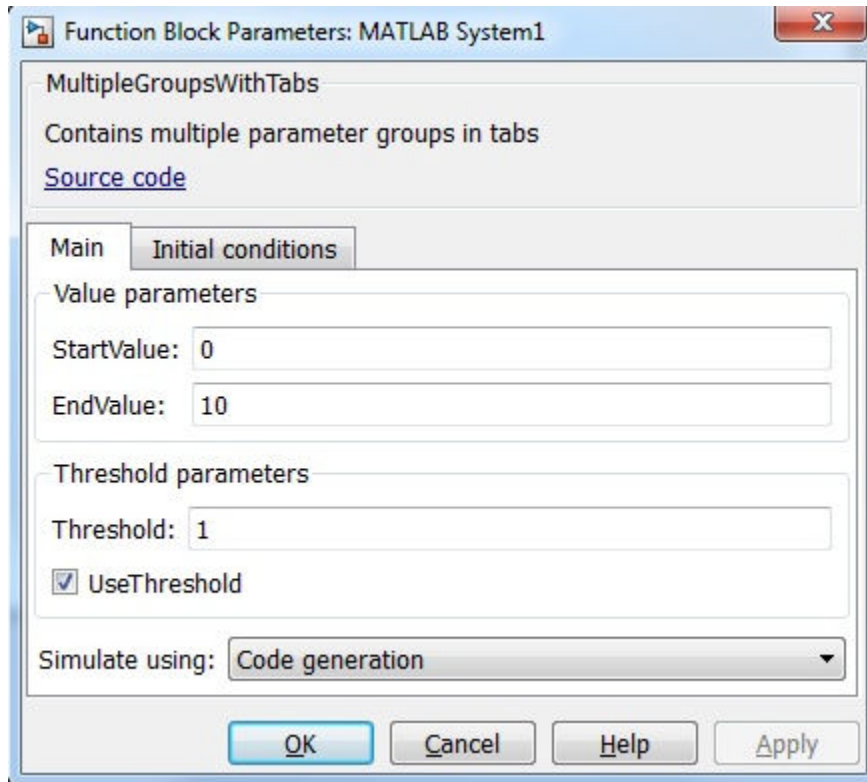 Function Block Parameters: MATLAB System1
MultipleGroupsWithTabs
Contains multiple parameter groups in tabs
Source code
Main Initial conditions
Value parameters
StartValue: 0
EndValue: 10
Threshold parameters
Threshold: 1
UseThreshold
Simulate using: Code generation
OK Cancel Help Apply